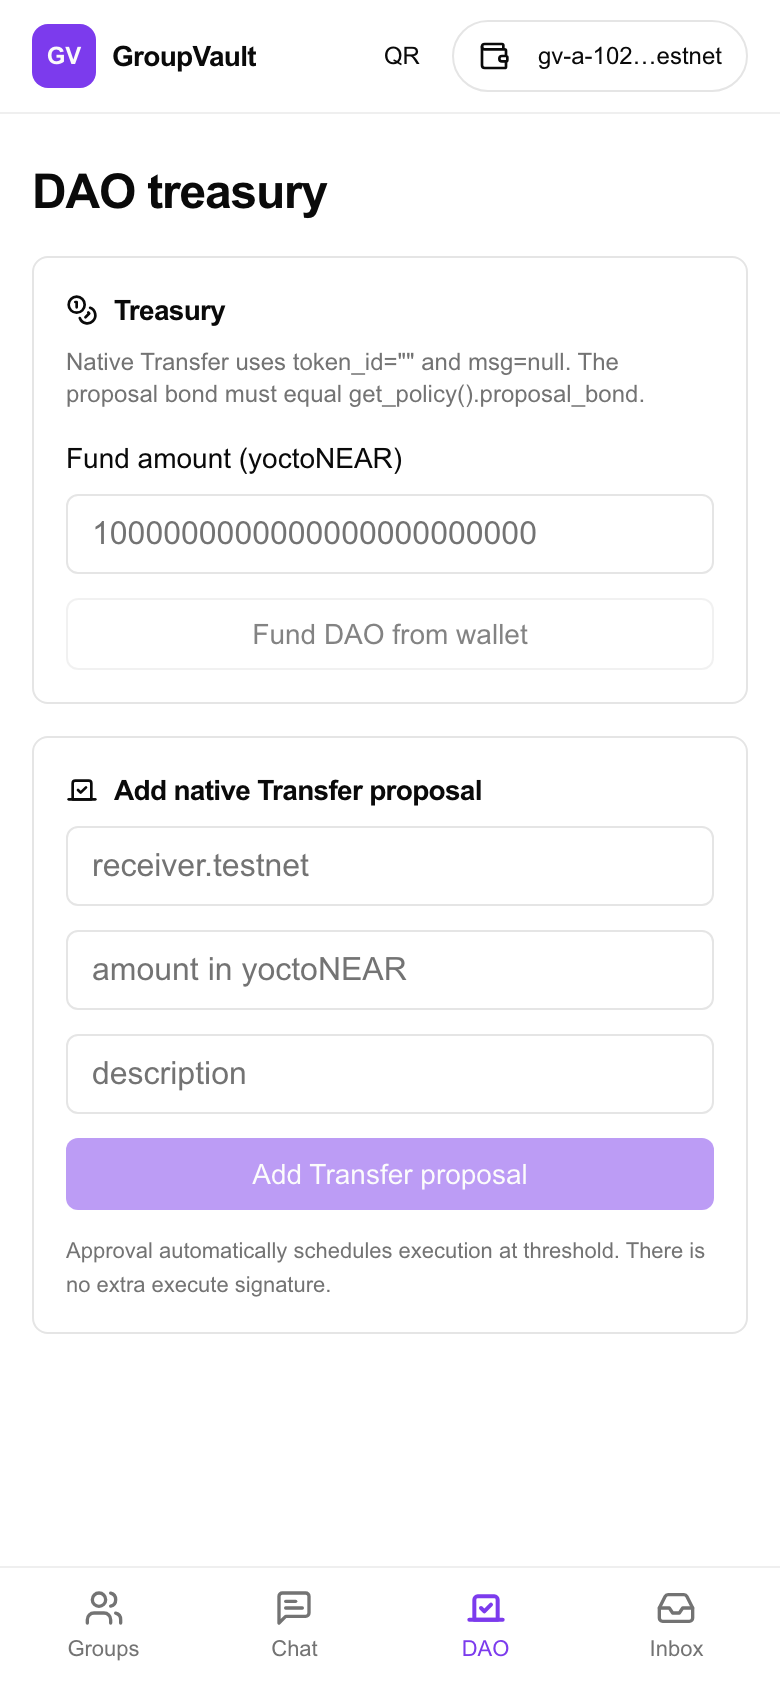 GV
GroupVault
QR
gv-a-102…estnet
DAO treasury
Treasury
Native Transfer uses token_id="" and msg=null. The
proposal bond must equal get_policy().proposal_bond.
Fund amount (yoctoNEAR)
1000000000000000000000000
Fund DAO from wallet
Add native Transfer proposal
receiver.testnet
amount in yoctoNEAR
description
Add Transfer proposal
Approval automatically schedules execution at threshold. There is
no extra execute signature.
Groups
Chat
DAO
Inbox